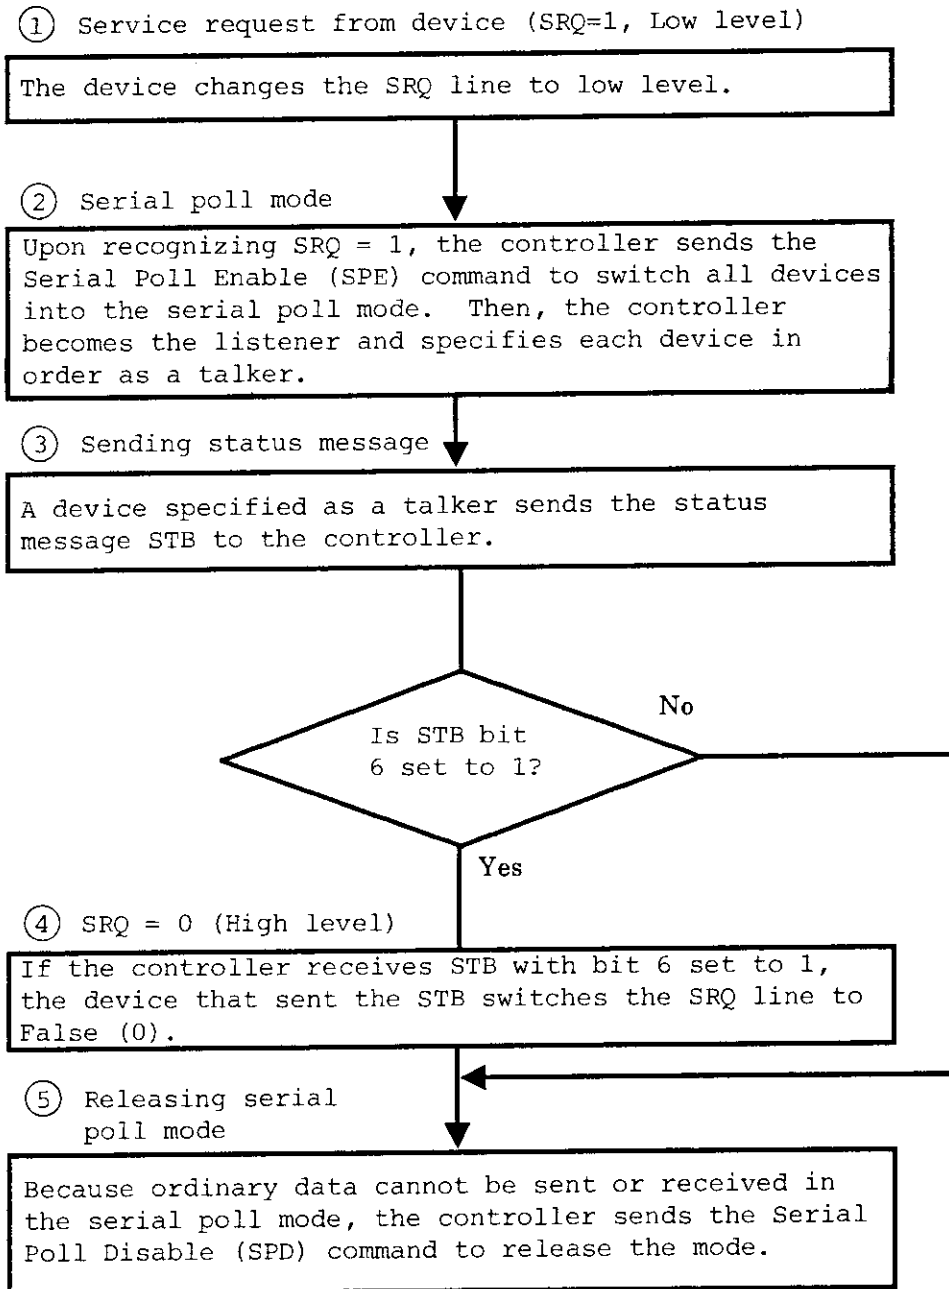 ① Service request from device (SRQ=1, Low level)
The device changes the SRQ line to low level.
② Serial poll mode
Upon recognizing SRQ = 1, the controller sends the
Serial Poll Enable (SPE) command to switch all devices
into the serial poll mode. Then, the controller
becomes the listener and specifies each device in
order as a talker.
③ Sending status message
A device specified as a talker sends the status
message STB to the controller.
Is STB bit
6 set to 1?
No
Yes
④ SRQ = 0 (High level)
If the controller receives STB with bit 6 set to 1,
the device that sent the STB switches the SRQ line to
False (0).
⑤ Releasing serial
poll mode
Because ordinary data cannot be sent or received in
the serial poll mode, the controller sends the Serial
Poll Disable (SPD) command to release the mode.